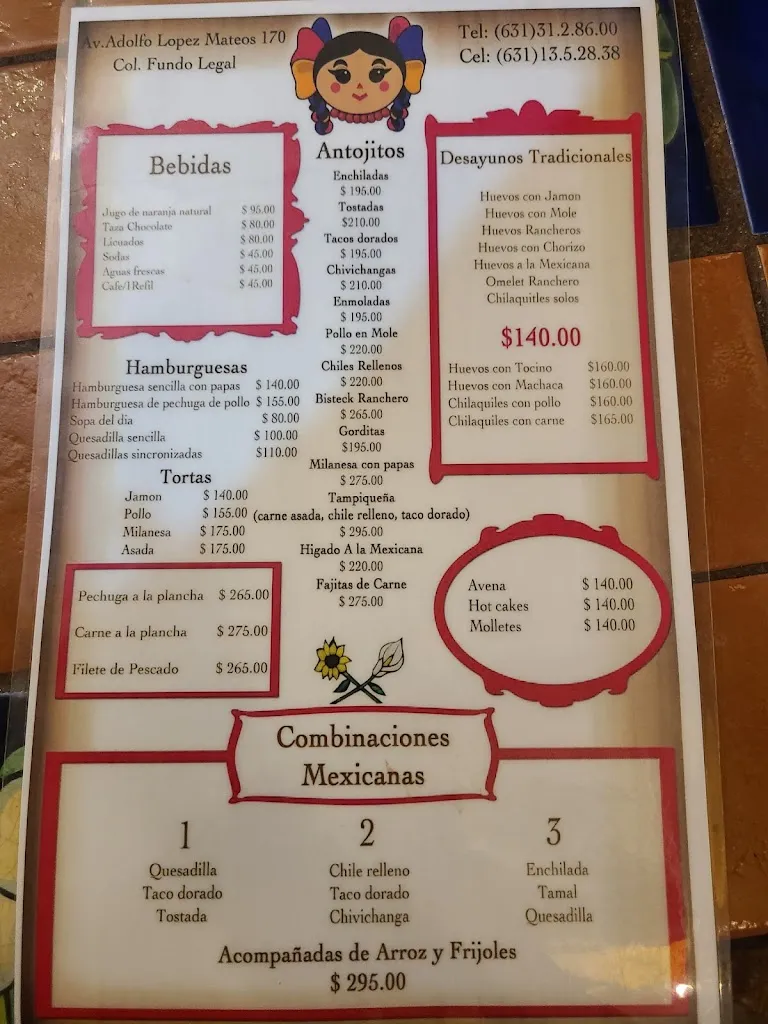 Av.Adolfo Lopez Mateos 170
Col. Fundo Legal
Tel: (631)31.2.86.00
Cel: (631)13.5.28.38
Bebidas
Jugo de naranja natural $ 95.00
Taza Chocolate $ 80.00
Licuados $ 80.00
Sodas $ 45.00
Aguas frescas $ 45.00
Cafe/1Refil $ 45.00
Hamburguesas
Hamburguesa sencilla con papas $ 140.00
Hamburguesa de pechuga de pollo $ 155.00
Sopa del dia $ 80.00
Quesadilla sencilla $ 100.00
Quesadillas sincronizadas $110.00
Tortas
Jamon $ 140.00
Pollo $ 155.00
Milanesa $ 175.00
Asada $ 175.00
Pechuga a la plancha $ 265.00
Carne a la plancha $ 275.00
Filete de Pescado $ 265.00
Antojitos
Enchiladas
$ 195.00
Tostadas
$210.00
Tacos dorados
$ 195.00
Chivichangas
$ 210.00
Enmoladas
$ 195.00
Pollo en Mole
$ 220.00
Chiles Rellenos
$ 220.00
Bisteck Ranchero
$ 265.00
Gorditas
$195.00
Milanesa con papas
$ 275.00
Tampiqueña
(carne asada, chile relleno, taco dorado)
$ 295.00
Higado A la Mexicana
$ 220.00
Fajitas de Carne
$ 275.00
Desayunos Tradicionales
Huevos con Jamon
Huevos con Mole
Huevos Rancheros
Huevos con Chorizo
Huevos a la Mexicana
Omelet Ranchero
Chilaquitles solos
$140.00
Huevos con Tocino $160.00
Huevos con Machaca $160.00
Chilaquiles con pollo $160.00
Chilaquiles con carne $165.00
Avena $ 140.00
Hot cakes $ 140.00
Molletes $ 140.00
Combinaciones
Mexicanas
1
Quesadilla
Taco dorado
Tostada
2
Chile relleno
Taco dorado
Chivichanga
3
Enchilada
Tamal
Quesadilla
Acompañadas de Arroz y Frijoles
$ 295.00